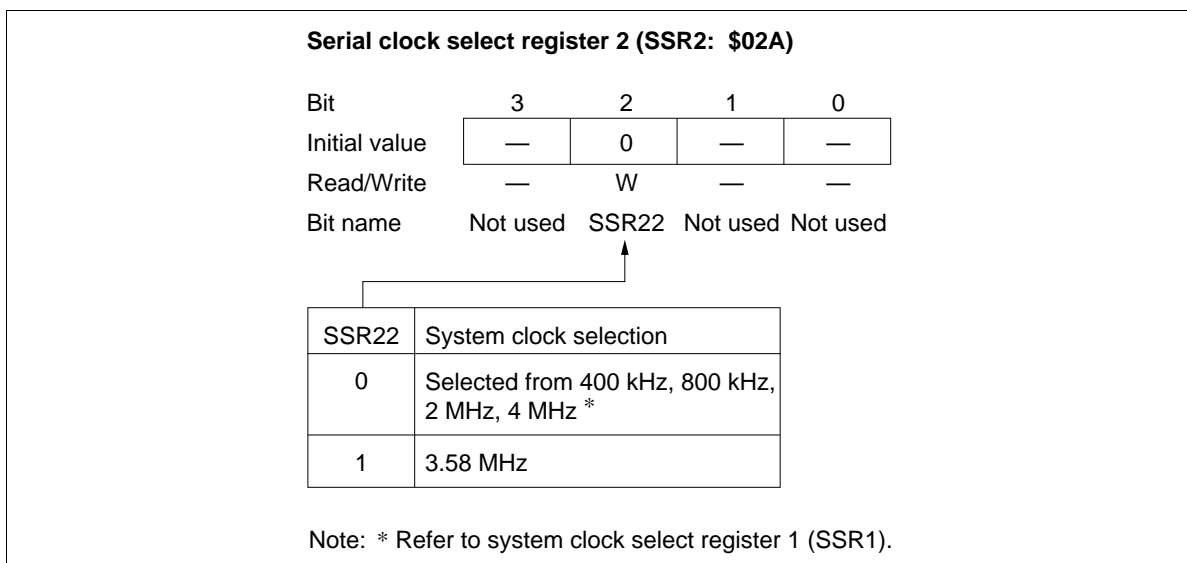 Serial clock select register 2 (SSR2: $02A)
Bit 3 2 1 0
Initial value — 0 — —
Read/Write — W — —
Bit name Not used SSR22 Not used Not used
SSR22 System clock selection
0 Selected from 400 kHz, 800 kHz,
2 MHz, 4 MHz *
1 3.58 MHz
Note: * Refer to system clock select register 1 (SSR1).